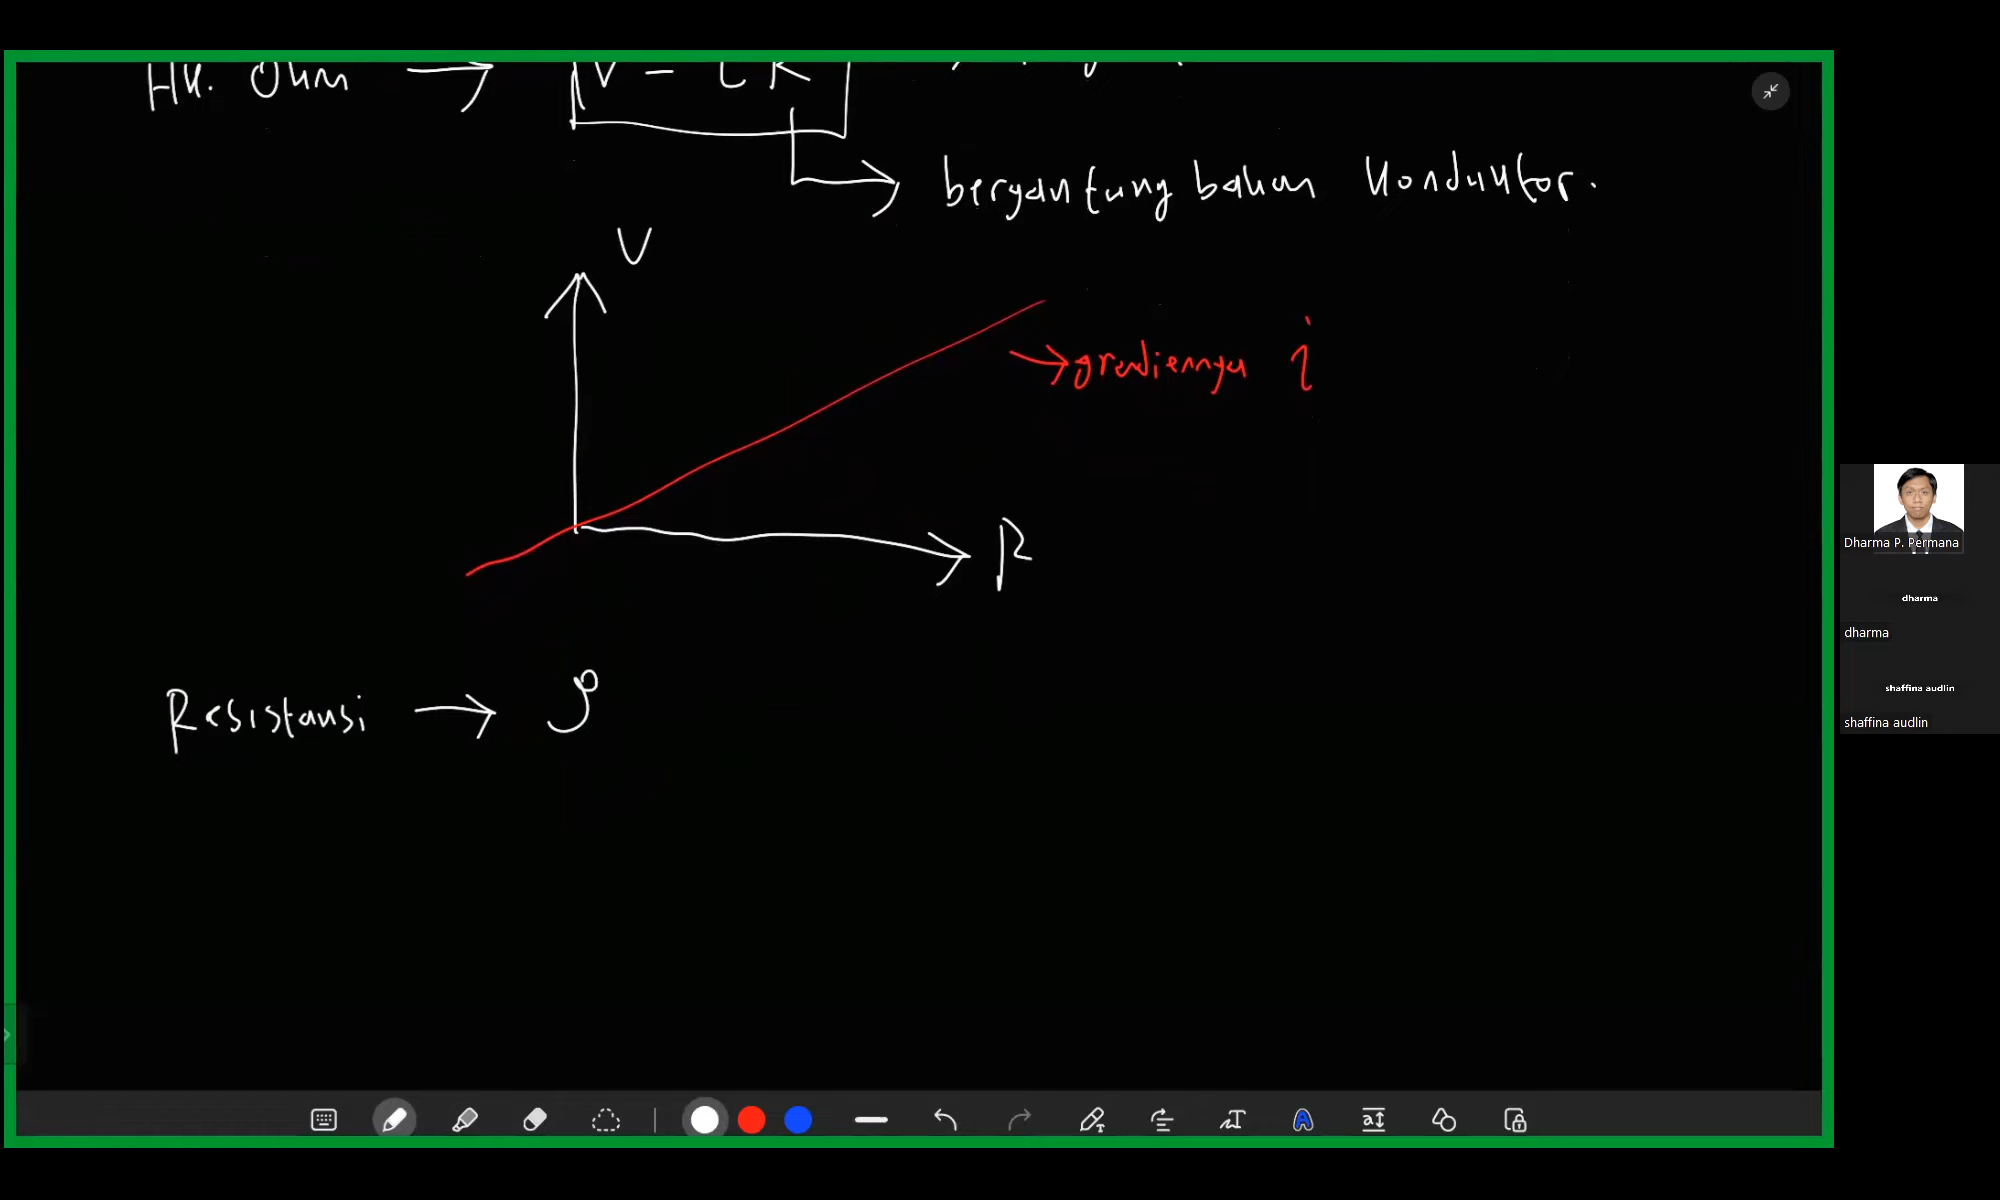 Hk. Ohm → V = i R
bergantung bahan konduktor.
V
→ gradiennya i
R
Resistansi → ρ
Dharma P. Permana
dharma
dharma
shaffina audlin
shaffina audlin